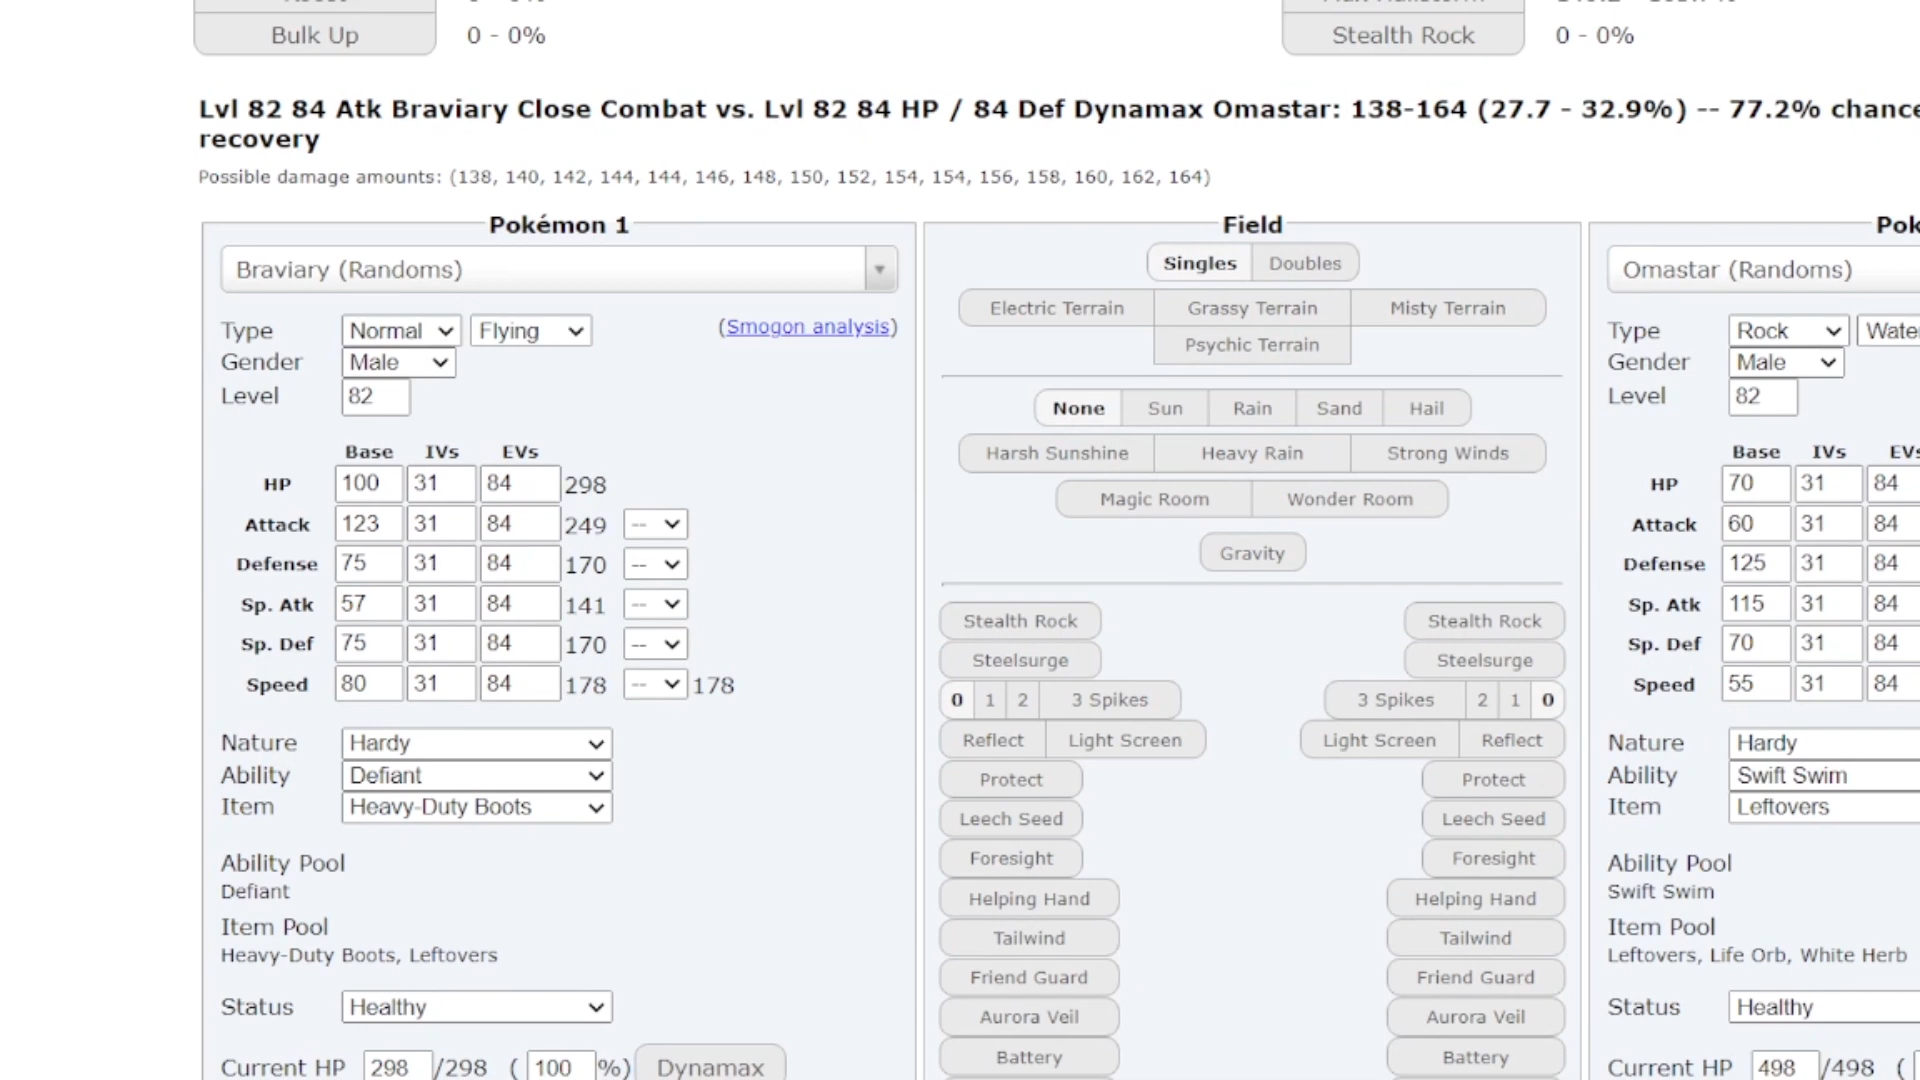 Bulk Up 0 - 0% Stealth Rock 0 - 0%
Lvl 82 84 Atk Braviary Close Combat vs. Lvl 82 84 HP / 84 Def Dynamax Omastar: 138-164 (27.7 - 32.9%) -- 77.2% chance
recovery
Possible damage amounts: (138, 140, 142, 144, 144, 146, 148, 150, 152, 154, 154, 156, 158, 160, 162, 164)
Pokémon 1
Braviary (Randoms)
Type Normal Flying (Smogon analysis)
Gender Male
Level 82
Base IVs EVs
HP 100 31 84 298
Attack 123 31 84 249 --
Defense 75 31 84 170 --
Sp. Atk 57 31 84 141 --
Sp. Def 75 31 84 170 --
Speed 80 31 84 178 -- 178
Nature Hardy
Ability Defiant
Item Heavy-Duty Boots
Ability Pool
Defiant
Item Pool
Heavy-Duty Boots, Leftovers
Status Healthy
Current HP 298 /298 ( 100 %) Dynamax
Field
Singles Doubles
Electric Terrain Grassy Terrain Misty Terrain
Psychic Terrain
None Sun Rain Sand Hail
Harsh Sunshine Heavy Rain Strong Winds
Magic Room Wonder Room
Gravity
Stealth Rock Stealth Rock
Steelsurge Steelsurge
0 1 2 3 Spikes 3 Spikes 2 1 0
Reflect Light Screen Light Screen Reflect
Protect Protect
Leech Seed Leech Seed
Foresight Foresight
Helping Hand Helping Hand
Tailwind Tailwind
Friend Guard Friend Guard
Aurora Veil Aurora Veil
Battery Battery
Pok
Omastar (Randoms)
Type Rock Water
Gender Male
Level 82
Base IVs EVs
HP 70 31 84
Attack 60 31 84
Defense 125 31 84
Sp. Atk 115 31 84
Sp. Def 70 31 84
Speed 55 31 84
Nature Hardy
Ability Swift Swim
Item Leftovers
Ability Pool
Swift Swim
Item Pool
Leftovers, Life Orb, White Herb
Status Healthy
Current HP 498 /498 (